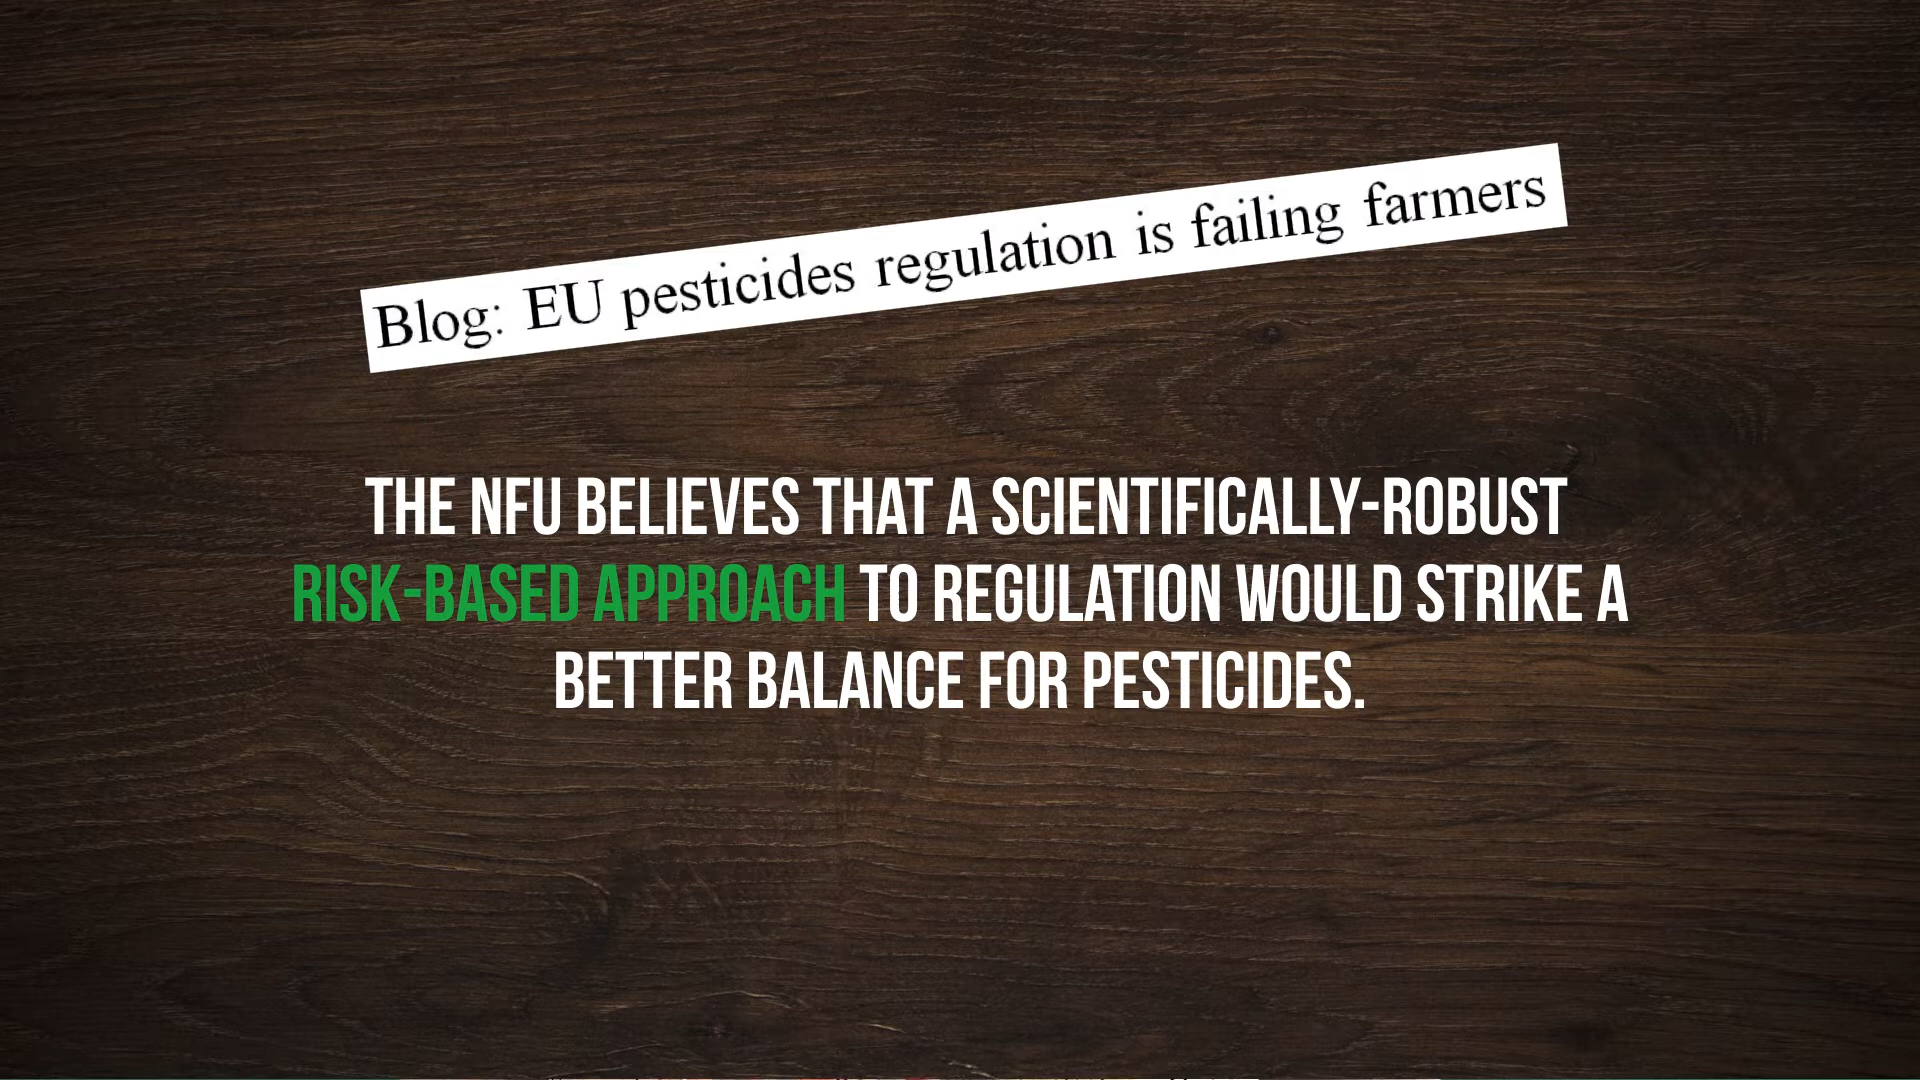 Blog: EU pesticides regulation is failing farmers
THE NFU BELIEVES THAT A SCIENTIFICALLY-ROBUST
RISK-BASED APPROACH TO REGULATION WOULD STRIKE A
BETTER BALANCE FOR PESTICIDES.